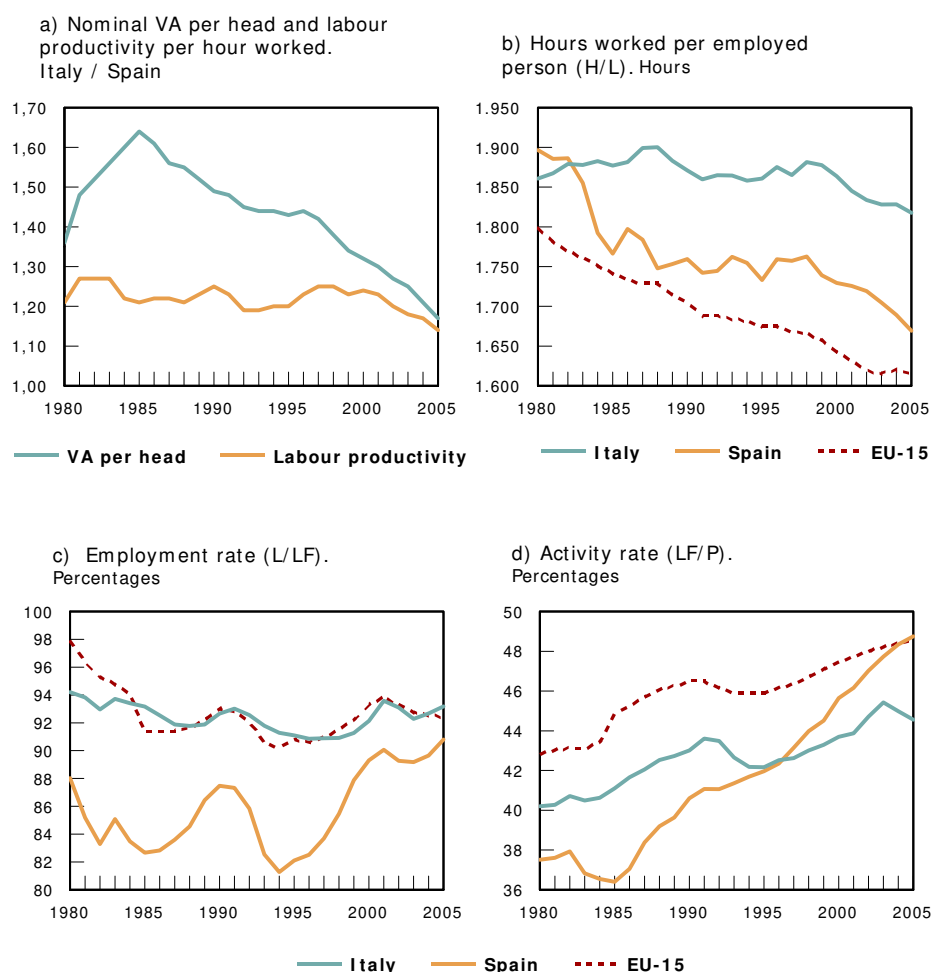 a) Nominal VA per head and labour
productivity per hour worked.
Italy / Spain
1,70
1,60
1,50
1,40
1,30
1,20
1,10
1,00
1980 1985 1990 1995 2000 2005
VA per head Labour productivity
b) Hours worked per employed
person (H/L). Hours
1.950
1.900
1.850
1.800
1.750
1.700
1.650
1.600
1980 1985 1990 1995 2000 2005
Italy Spain EU-15
c) Employment rate (L/LF).
Percentages
100
98
96
94
92
90
86
84
82
80
1980 1985 1990 1995 2000 2005
d) Activity rate (LF/P).
Percentages
50
48
46
44
42
40
38
36
1980 1985 1990 1995 2000 2005
Italy Spain EU-15